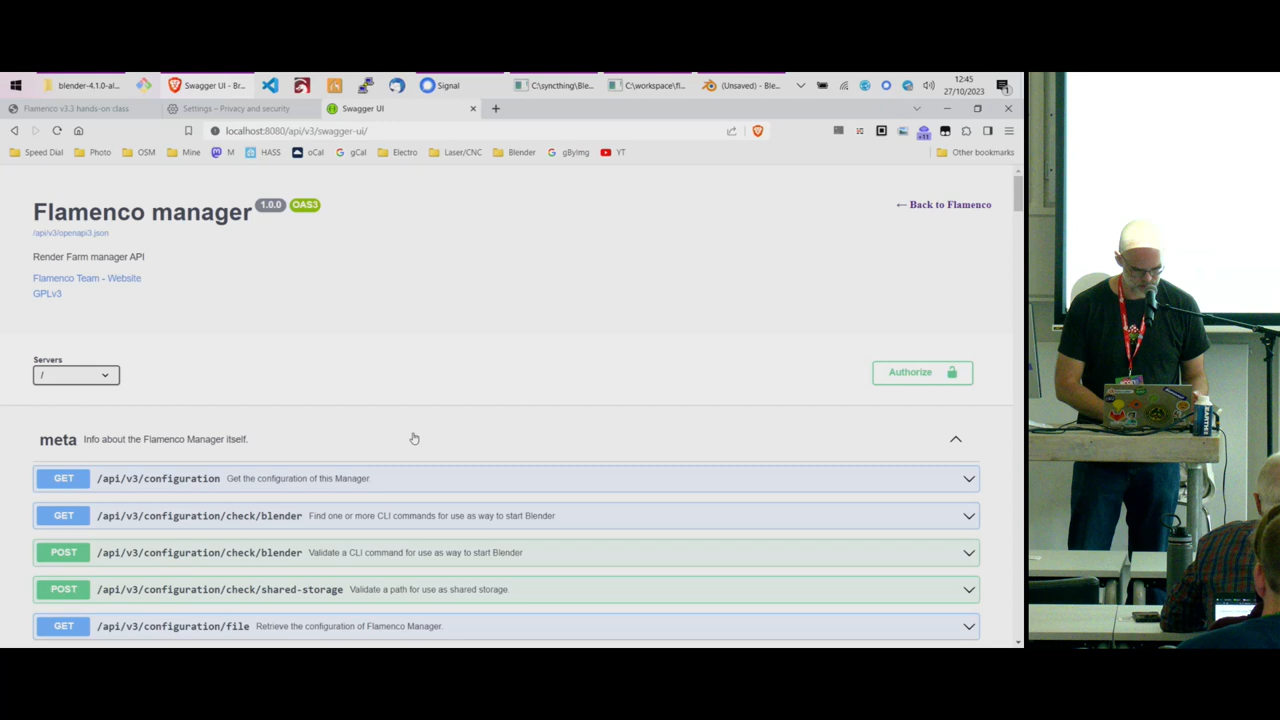 blender-4.1.0-al...
Swagger UI - Br...
Signal
C:\syncthing\Ble...
C:\workspace\fl...
(Unsaved) - Ble...
12:45
27/10/2023
Flamenco v3.3 hands-on class
Settings – Privacy and security
Swagger UI
localhost:8080/api/v3/swagger-ui/
Speed Dial
Photo
OSM
Mine
M
HASS
oCal
gCal
Electro
Laser/CNC
Blender
gByImg
YT
Other bookmarks
Flamenco manager 1.0.0 OAS3
← Back to Flamenco
/api/v3/openapi3.json
Render Farm manager API
Flamenco Team - Website
GPLv3
Servers
/
Authorize
meta Info about the Flamenco Manager itself.
GET /api/v3/configuration Get the configuration of this Manager.
GET /api/v3/configuration/check/blender Find one or more CLI commands for use as way to start Blender
POST /api/v3/configuration/check/blender Validate a CLI command for use as way to start Blender
POST /api/v3/configuration/check/shared-storage Validate a path for use as shared storage.
GET /api/v3/configuration/file Retrieve the configuration of Flamenco Manager.